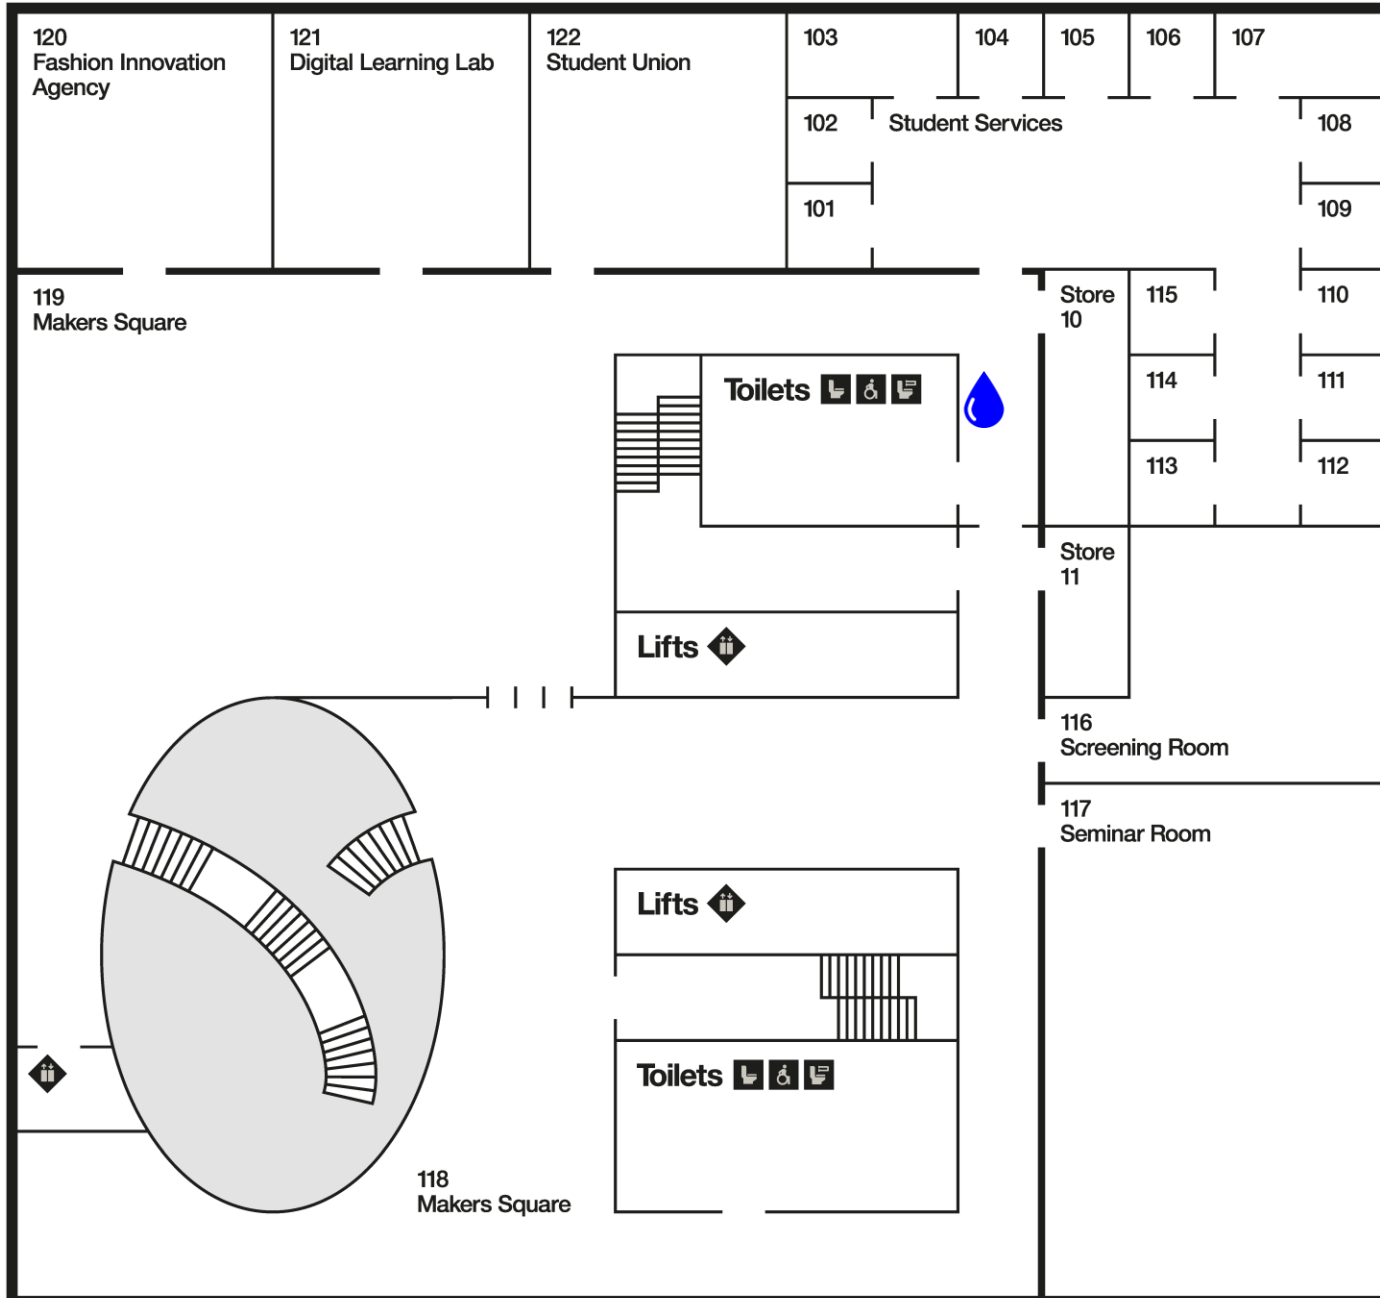 120
Fashion Innovation
Agency
121
Digital Learning Lab
122
Student Union
103
104
105
106
107
102
Student Services
108
101
109
119
Makers Square
Store
10
115
110
Toilets
114
111
113
112
Store
11
Lifts
116
Screening Room
117
Seminar Room
Lifts
Toilets
118
Makers Square